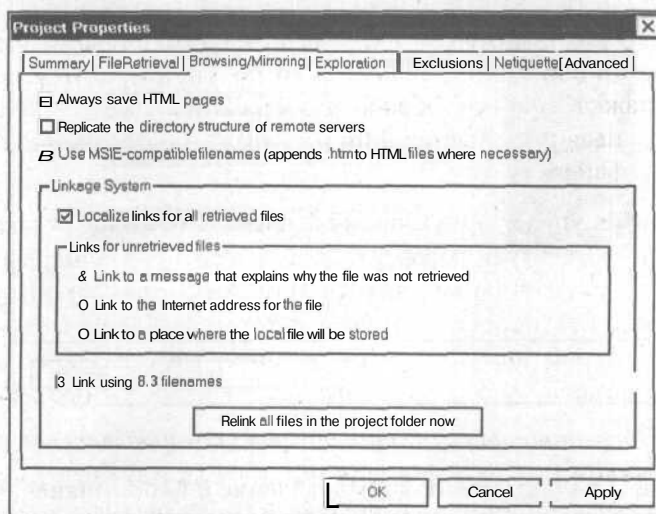 Project Properties
Summary FileRetrieval Browsing/Mirroring Exploration Exclusions Netiquette Advanced
Always save HTML pages
Replicate the directory structure of remote servers
Use MSIE-compatiblefilenames (appends .htm to HTML files where necessary)
Linkage System
Localize links for all retrieved files
Links for unretrieved files
& Link to a message that explains why the file was not retrieved
O Link to the Internet address for the file
O Link to a place where the local file will be stored
3 Link using 8.3 filenames
Relink all files in the project folder now
OK Cancel Apply